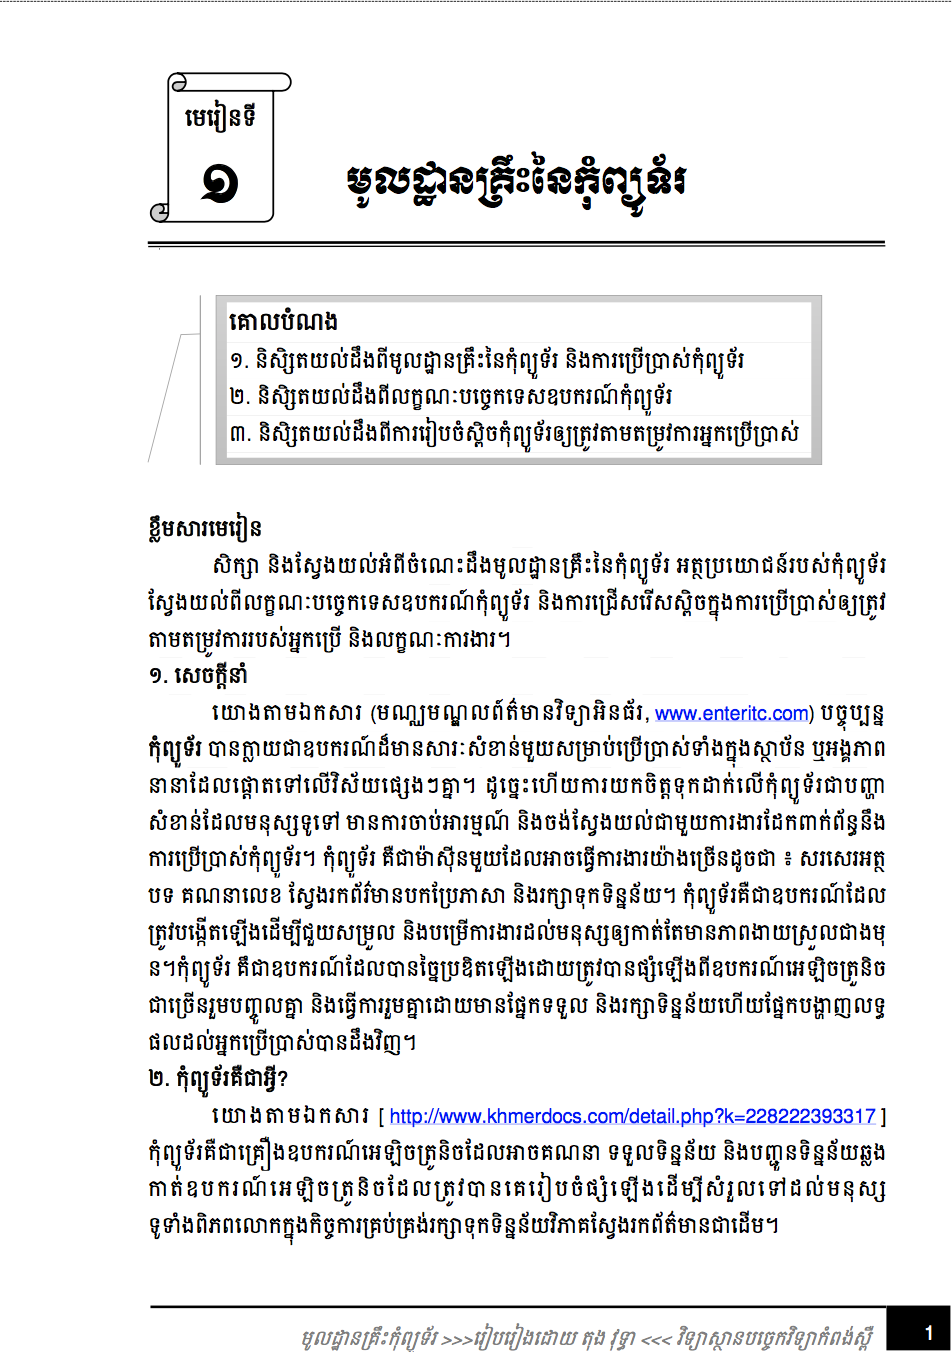 មេរៀនទី
១
មូលដ្ឋានគ្រឹះនៃកុំព្យូទ័រ
គោលបំណង
១. និស្សិតយល់ដឹងពីមូលដ្ឋានគ្រឹះនៃកុំព្យូទ័រ និងការប្រើប្រាស់កុំព្យូទ័រ
២. និស្សិតយល់ដឹងពីលក្ខណៈបច្ចេកទេសឧបករណ៍កុំព្យូទ័រ
៣. និស្សិតយល់ដឹងពីការរៀបចំស្ពិចកុំព្យូទ័រឲ្យត្រូវតាមតម្រូវការអ្នកប្រើប្រាស់
ខ្លឹមសារមេរៀន
សិក្សា និងស្វែងយល់អំពីចំណេះដឹងមូលដ្ឋានគ្រឹះនៃកុំព្យូទ័រ អត្ថប្រយោជន៍របស់កុំព្យូទ័រ
ស្វែងយល់ពីលក្ខណៈបច្ចេកទេសឧបករណ៍កុំព្យូទ័រ និងការជ្រើសរើសស្ពិចក្នុងការប្រើប្រាស់ឲ្យត្រូវ
តាមតម្រូវការរបស់អ្នកប្រើ និងលក្ខណៈការងារ។
១. សេចក្តីនាំ
យោងតាមឯកសារ (មណ្ឈមណ្ឌលព័ត៌មានវិទ្យាអិនធ័រ, www.enteritc.com) បច្ចុប្បន្ន
កុំព្យូទ័រ បានក្លាយជាឧបករណ៍ដ៏មានសារៈសំខាន់មួយសម្រាប់ប្រើប្រាស់ទាំងក្នុងស្ថាប័ន ឬអង្គភាព
នានាដែលផ្តោតទៅលើវិស័យផ្សេងៗគ្នា។ ដូច្នេះហើយការយកចិត្តទុកដាក់លើកុំព្យូទ័រជាបញ្ហា
សំខាន់ដែលមនុស្សទូទៅ មានការចាប់អារម្មណ៍ និងចង់ស្វែងយល់ជាមួយការងារដែកពាក់ព័ន្ធនឹង
ការប្រើប្រាស់កុំព្យូទ័រ។ កុំព្យូទ័រ គឺជាម៉ាស៊ីនមួយដែលអាចធ្វើការងារយ៉ាងច្រើនដូចជា ៖ សរសេរអត្ថ
បទ គណនាលេខ ស្វែងរកព័រ៌មានបកប្រែភាសា និងរក្សាទុកទិន្នន័យ។ កុំព្យូទ័រគឺជាឧបករណ៍ដែល
ត្រូវបង្កើតឡើងដើម្បីជួយសម្រួល និងបម្រើការងារដល់មនុស្សឲ្យកាត់តែមានភាពងាយស្រួលជាងមុ
ន។កុំព្យូទ័រ គឺជាឧបករណ៍ដែលបានច្នៃប្រឌិតឡើងដោយត្រូវបានផ្សំឡើងពីឧបករណ៍អេឡិចត្រូនិច
ជាច្រើនរួមបញ្ចូលគ្នា និងធ្វើការរួមគ្នាដោយមានផ្នែកទទួល និងរក្សាទិន្នន័យហើយផ្នែកបង្ហាញលទ្ធ
ផលដល់អ្នកប្រើប្រាស់បានដឹងវិញ។
២. កុំព្យូទ័រគឺជាអ្វី?
យោងតាមឯកសារ [ http://www.khmerdocs.com/detail.php?k=228222393317 ]
កុំព្យូទ័រគឺជាគ្រឿងឧបករណ៍អេឡិចត្រូនិចដែលអាចគណនា ទទួលទិន្នន័យ និងបញ្ជូនទិន្នន័យឆ្លង
កាត់ឧបករណ៍អេឡិចត្រូនិចដែលត្រូវបានគេរៀបចំផ្សំឡើងដើម្បីសំរួលទៅដល់មនុស្ស
ទូទាំងពិភពលោកក្នុងកិច្ចការគ្រប់គ្រង់រក្សាទុកទិន្នន័យវិភាគស្វែងរកព័ត៌មានជាដើម។
មូលដ្ឋានគ្រឹះកុំព្យូទ័រ >>>រៀបរៀងដោយ តុង វុទ្ធា <<< វិទ្យាស្ថានបច្ចេកវិទ្យាកំពង់ស្ពឺ
1